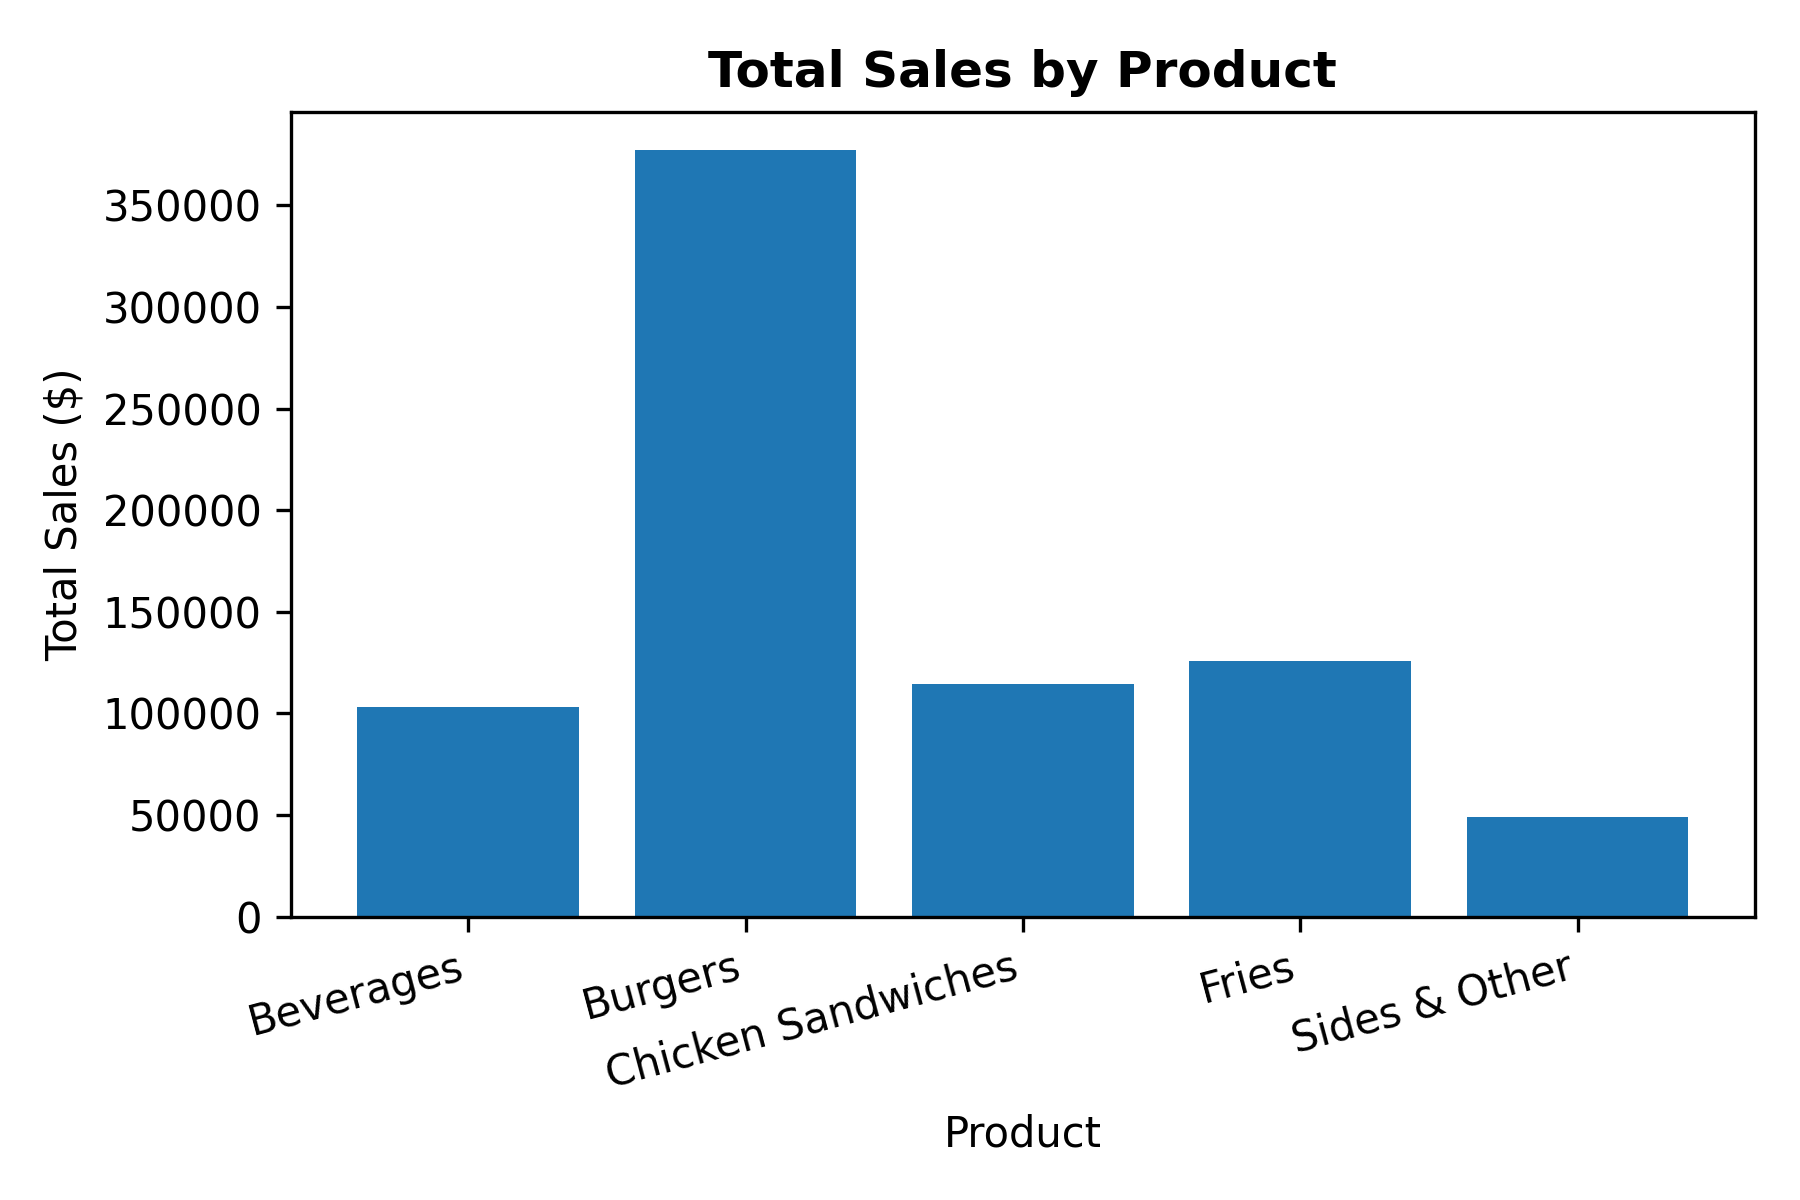 Total Sales by Product
Total Sales ($)
350000
300000
250000
200000
150000
100000
50000
0
Beverages
Burgers
Chicken Sandwiches
Fries
Sides & Other
Product